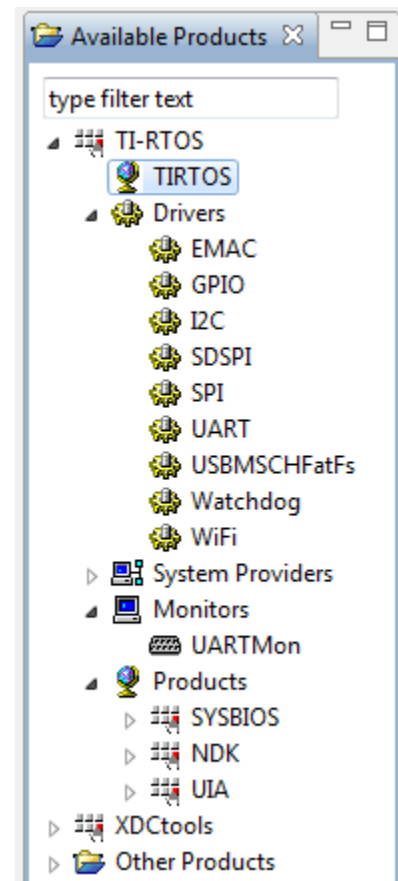 Available Products
type filter text
TI-RTOS
TIRTOS
Drivers
EMAC
GPIO
I2C
SDSPI
SPI
UART
USBMSCHFatFs
Watchdog
WiFi
System Providers
Monitors
UARTMon
Products
SYSBIOS
NDK
UIA
XDCtools
Other Products